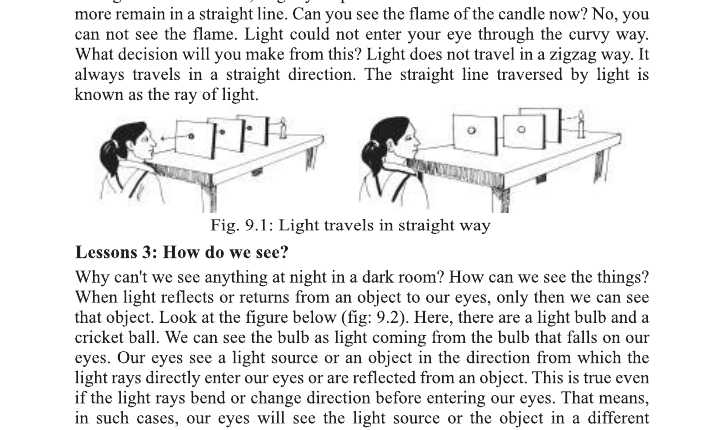 more remain in a straight line. Can you see the flame of the candle now? No, you
can not see the flame. Light could not enter your eye through the curvy way.
What decision will you make from this? Light does not travel in a zigzag way. It
always travels in a straight direction. The straight line traversed by light is
known as the ray of light.
Fig. 9.1: Light travels in straight way
Lessons 3: How do we see?
Why can't we see anything at night in a dark room? How can we see the things?
When light reflects or returns from an object to our eyes, only then we can see
that object. Look at the figure below (fig: 9.2). Here, there are a light bulb and a
cricket ball. We can see the bulb as light coming from the bulb that falls on our
eyes. Our eyes see a light source or an object in the direction from which the
light rays directly enter our eyes or are reflected from an object. This is true even
if the light rays bend or change direction before entering our eyes. That means,
in such cases, our eyes will see the light source or the object in a different